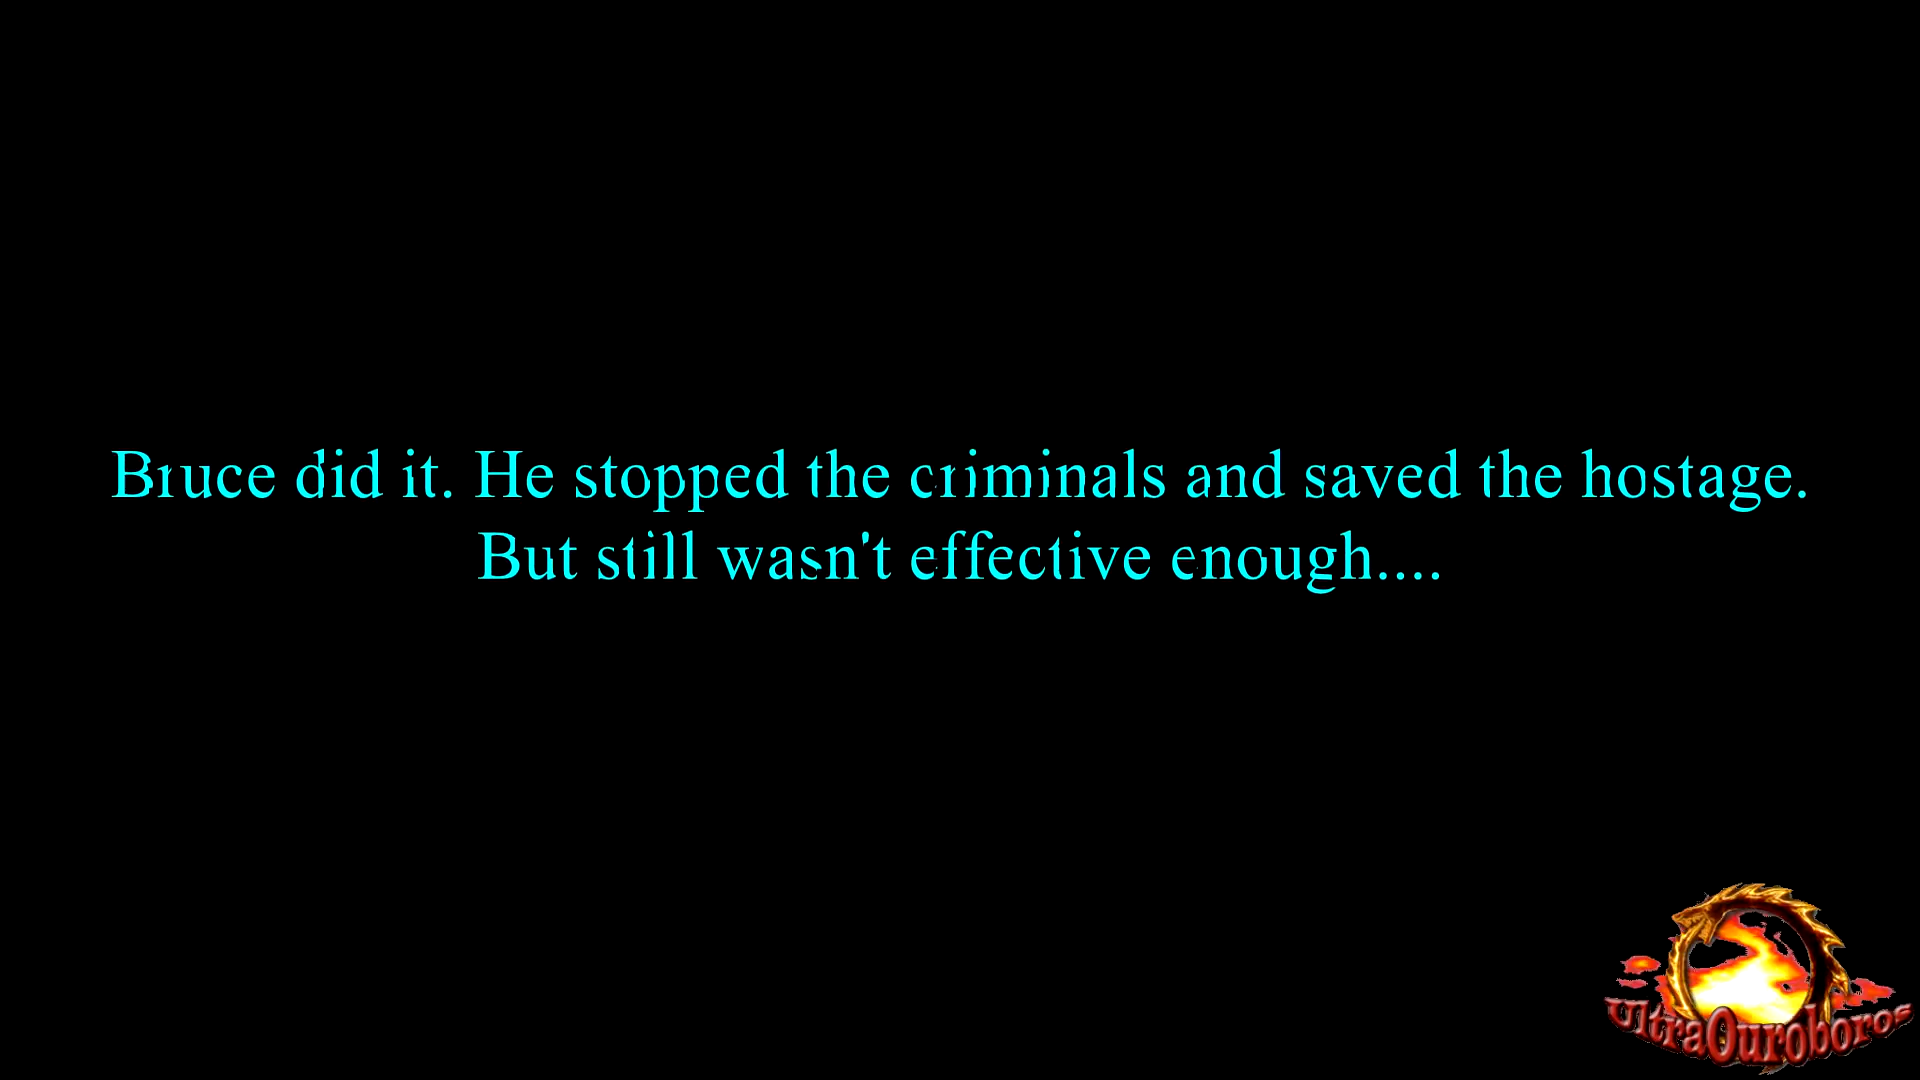 Bruce did it. He stopped the criminals and saved the hostage.
But still wasn't effective enough....
UltraOuroboros